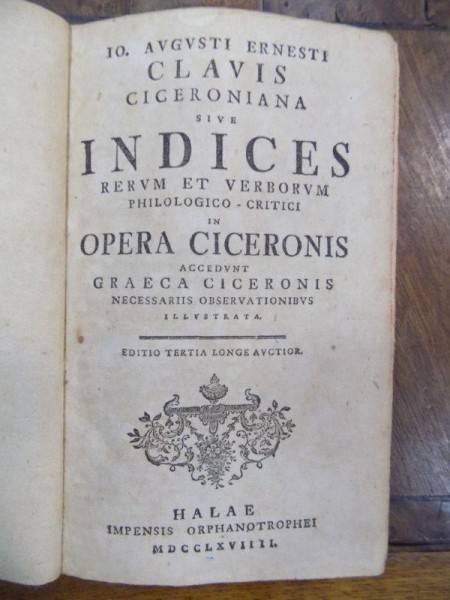 IO. AVGVSTI ERNESTI
CLAVIS
CICERONIANA
SIVE
INDICES
RERVM ET VERBORVM
PHILOLOGICO-CRITICI
IN
OPERA CICERONIS
ACCEDVNT
GRAECA CICERONIS
NECESSARIIS OBSERVATIONIBVS
ILLVSTRATA.
EDITIO TERTIA LONGE AVCTIOR.
HALAE
IMPENSIS ORPHANOTROPHEI
MDCCLXVIIII.